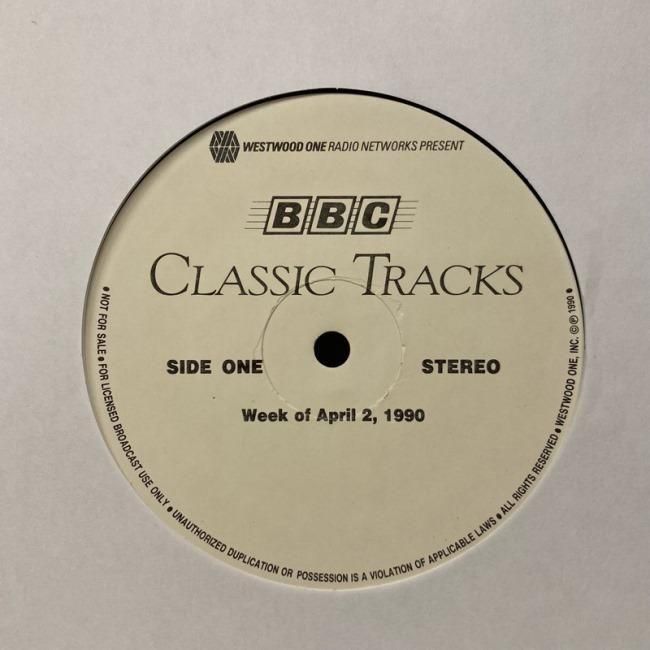 WESTWOOD ONE RADIO NETWORKS PRESENT
BBC
CLASSIC TRACKS
SIDE ONE STEREO
Week of April 2, 1990
● NOT FOR SALE ● FOR LICENSED BROADCAST USE ONLY ● UNAUTHORIZED DUPLICATION OR POSSESSION IS A VIOLATION OF APPLICABLE LAWS ● ALL RIGHTS RESERVED ● WESTWOOD ONE, INC. © ℗ 1990 ●